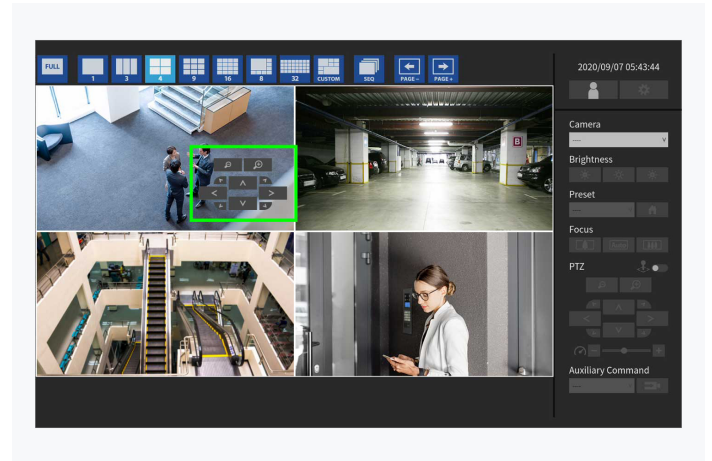 FULL
1
3
4
9
16
8
32
CUSTOM
SEQ
PAGE −
PAGE +
2020/09/07 05:43:44
B
Camera
---
Brightness
Preset
---
Focus
Auto
PTZ
Auxiliary Command
---